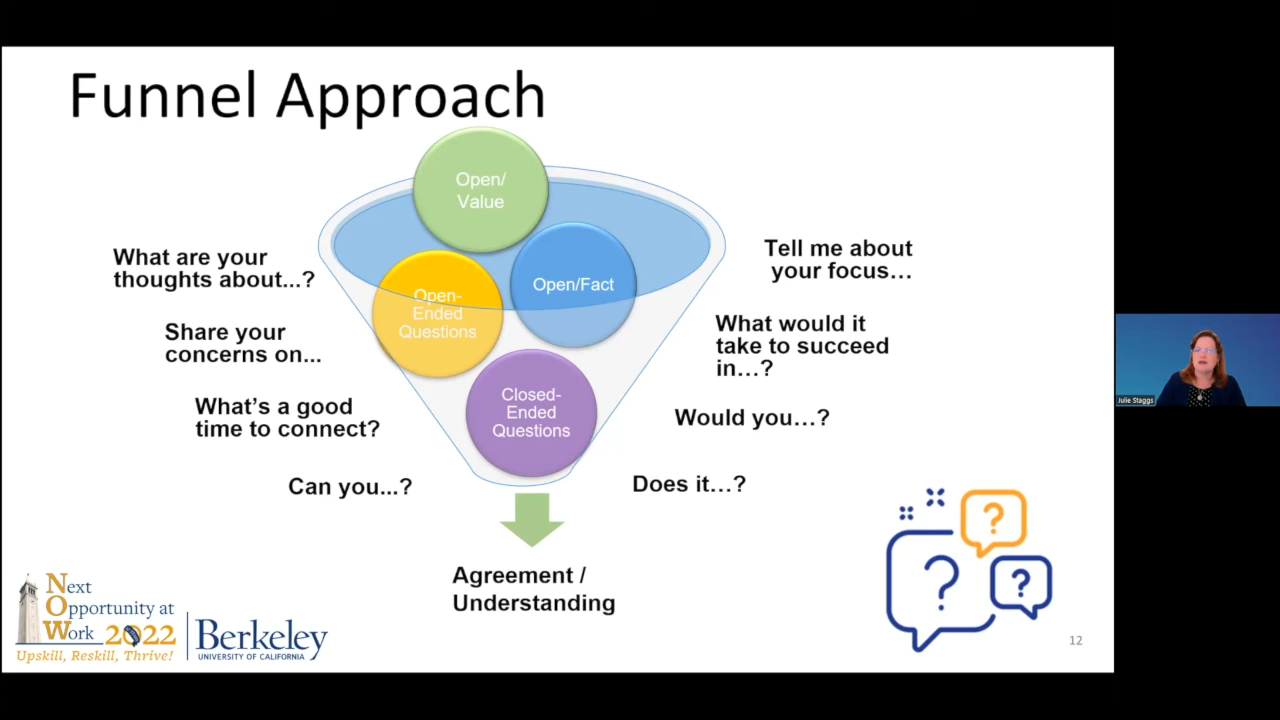 Funnel Approach
Open/
Value
Open/Fact
Open-
Ended
Questions
Closed-
Ended
Questions
What are your
thoughts about...?
Share your
concerns on...
What's a good
time to connect?
Can you...?
Tell me about
your focus…
What would it
take to succeed
in…?
Would you…?
Does it…?
Agreement /
Understanding
Next
Opportunity at
Work 2022
Upskill, Reskill, Thrive!
Berkeley
UNIVERSITY OF CALIFORNIA
?
?
?
12
Julie Staggs